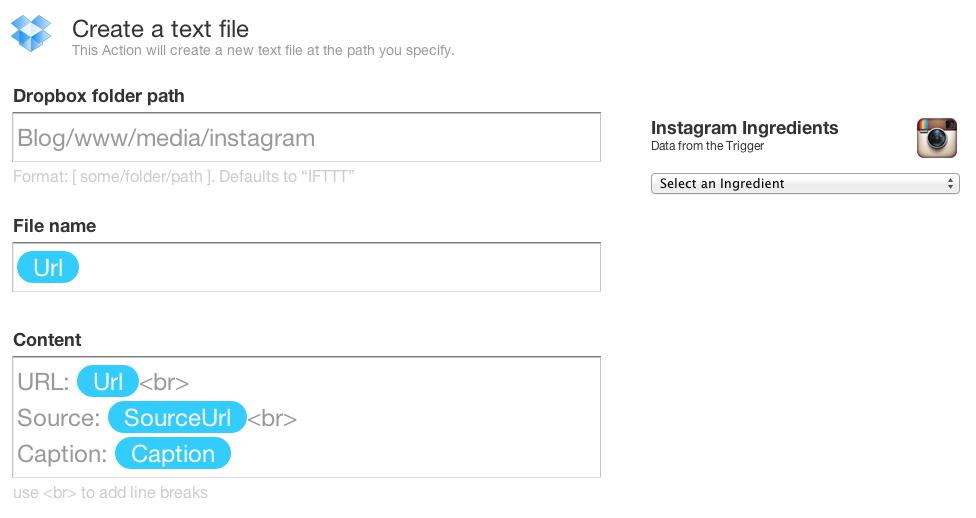 Create a text file
This Action will create a new text file at the path you specify.
Dropbox folder path
Blog/www/media/instagram
Format: [ some/folder/path ]. Defaults to “IFTTT”
File name
Url
Content
URL: Url<br>
Source: SourceUrl<br>
Caption: Caption
use <br> to add line breaks
Instagram Ingredients
Data from the Trigger
Select an Ingredient